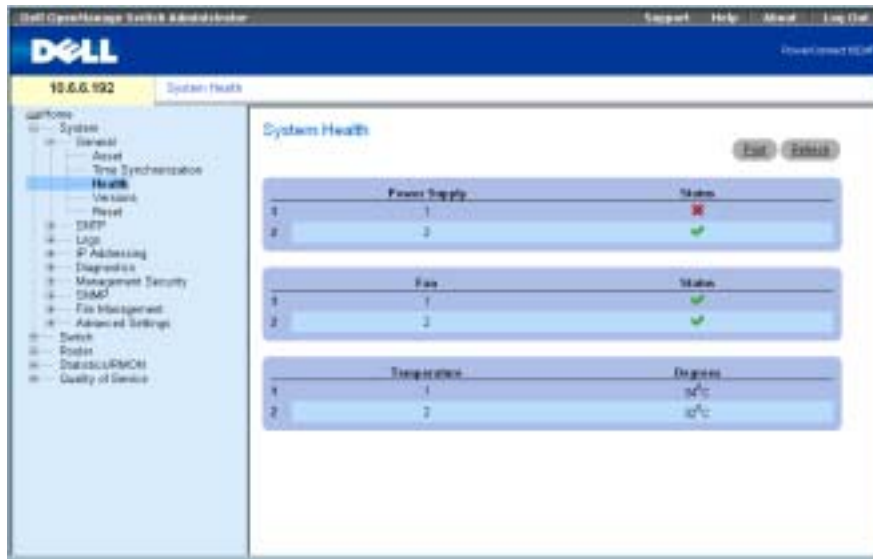 Dell OpenManage Switch Administrator
Support Help About Log Out
DELL
PowerConnect
10.6.6.192
System Health
Home
System
General
Asset
Time Synchronization
Health
Versions
Reset
SNTP
Logs
IP Addressing
Diagnostics
Management Security
SNMP
File Management
Advanced Settings
Switch
Router
Statistics/RMON
Quality of Service
System Health
Print Refresh
Power Supply Status
1 1
2 2
Fan Status
1 1
2 2
Temperature Degrees
1 1
2 2